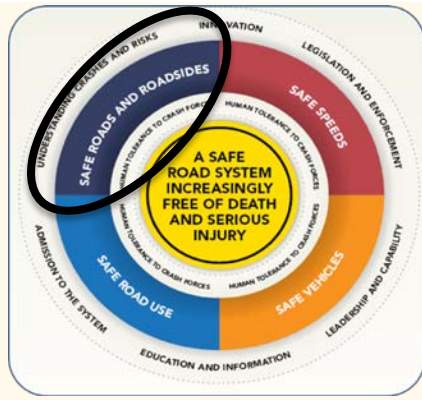 INNOVATION
UNDERSTANDING CRASHES AND RISKS
LEGISLATION AND ENFORCEMENT
SAFE ROADS AND ROADSIDES
SAFE SPEEDS
HUMAN TOLERANCE TO CRASH FORCES
HUMAN TOLERANCE TO CRASH FORCES
A SAFE
ROAD SYSTEM
INCREASINGLY
FREE OF DEATH
AND SERIOUS
INJURY
HUMAN TOLERANCE TO CRASH FORCES
HUMAN TOLERANCE TO CRASH FORCES
SAFE ROAD USE
SAFE VEHICLES
ADMISSION TO THE SYSTEM
LEADERSHIP AND CAPABILITY
EDUCATION AND INFORMATION